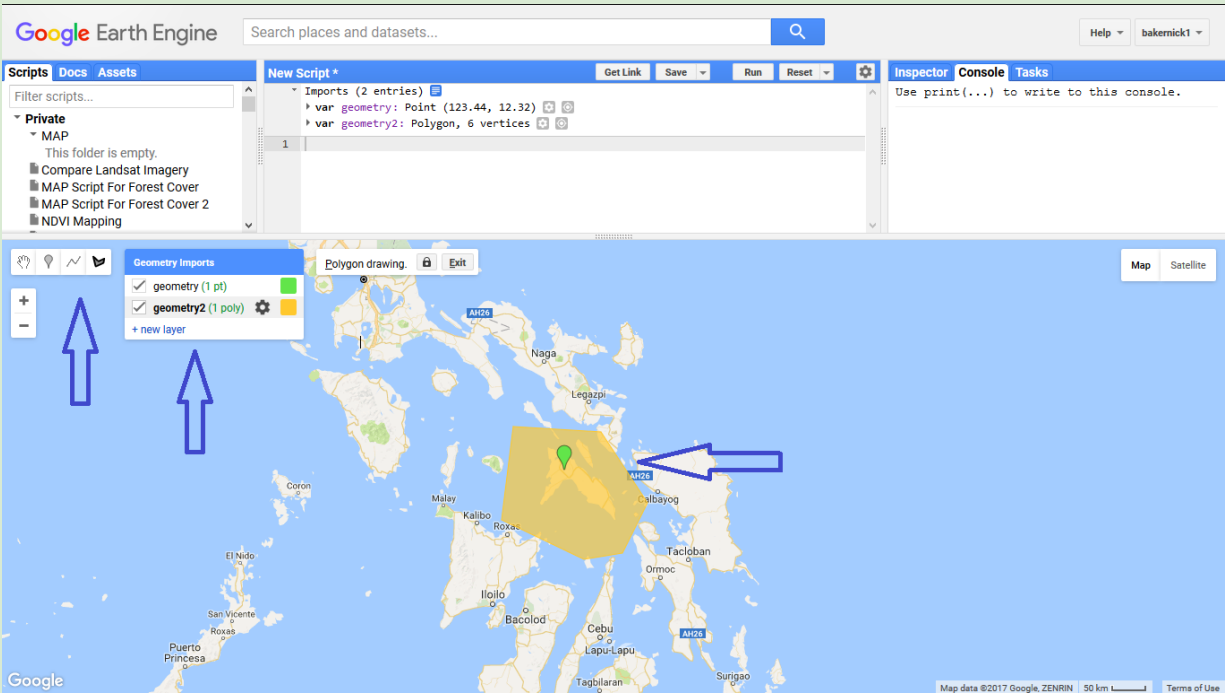 Google Earth Engine
Search places and datasets...
Help
bakernick1
Scripts Docs Assets
Filter scripts...
Private
MAP
This folder is empty.
Compare Landsat Imagery
MAP Script For Forest Cover
MAP Script For Forest Cover 2
NDVI Mapping
New Script *
Get Link Save Run Reset
Imports (2 entries)
var geometry: Point (123.44, 12.32)
var geometry2: Polygon, 6 vertices
1
Inspector Console Tasks
Use print(...) to write to this console.
Geometry Imports
geometry (1 pt)
geometry2 (1 poly)
+ new layer
Polygon drawing. Exit
Map Satellite
+
−
AH26
Naga
Legazpi
AH26
Calbayog
Coron
Malay
Kalibo
Roxas
Tacloban
El Nido
Ormoc
Iloilo
San Vicente
Bacolod
Roxas
Cebu
AH26
Puerto
Princesa
Lapu-Lapu
Surigao
Tagbilaran
Google
Map data ©2017 Google, ZENRIN 50 km Terms of Use